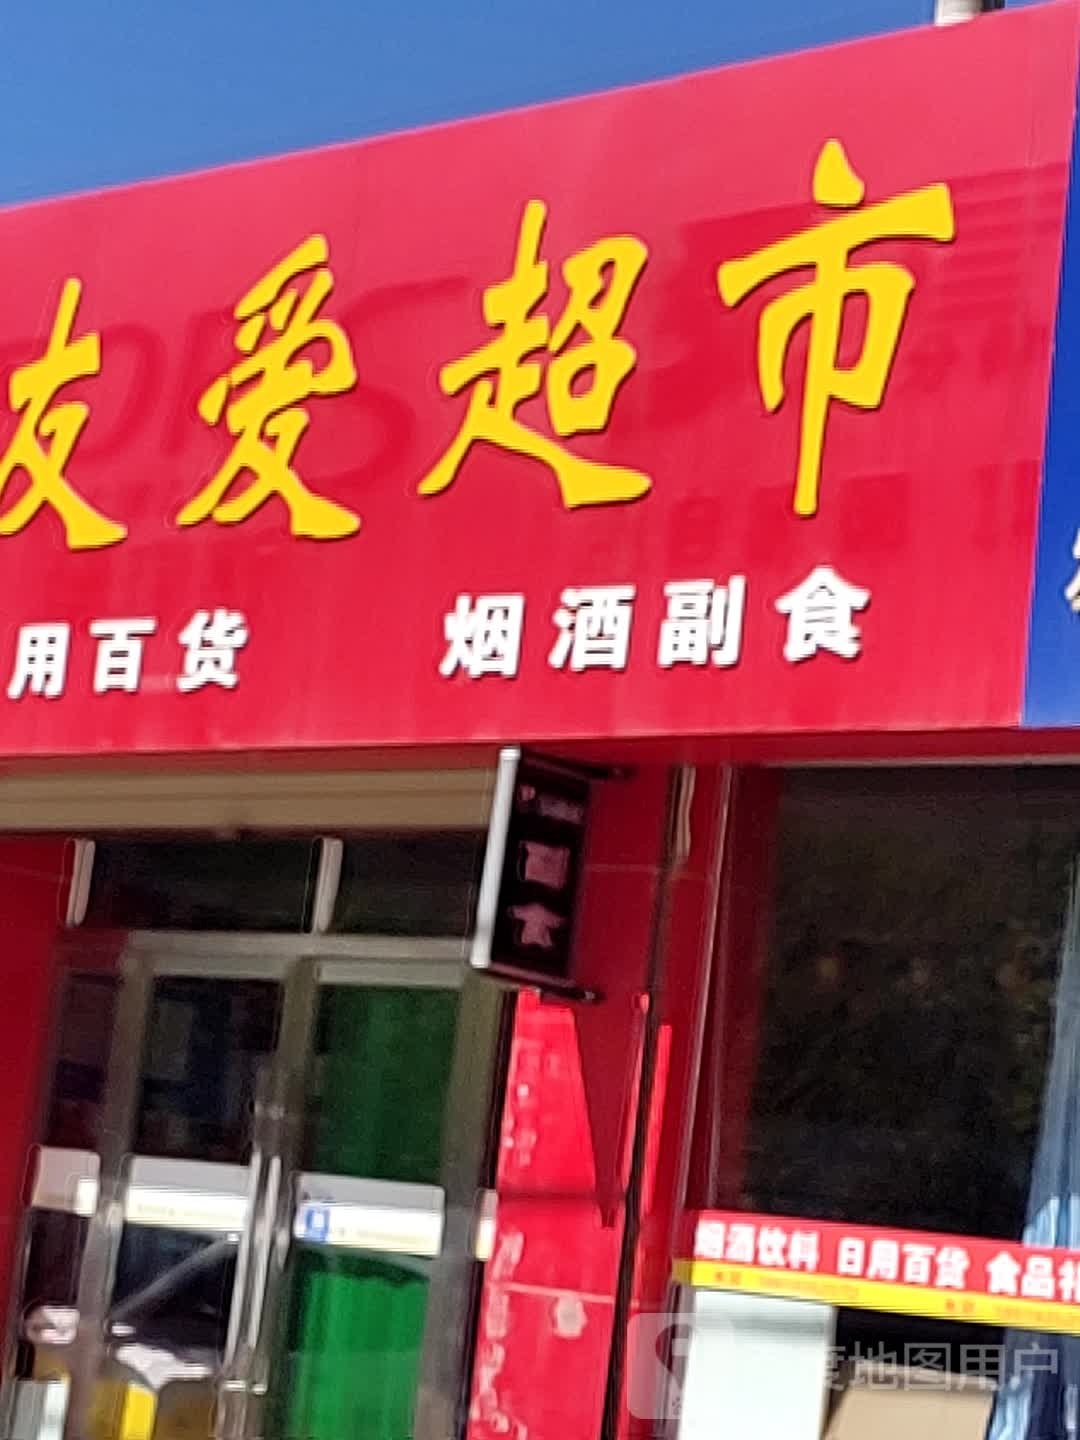 友爱超市
用百货 烟酒副食
烟酒饮料 日用百货 食品
度地图用户